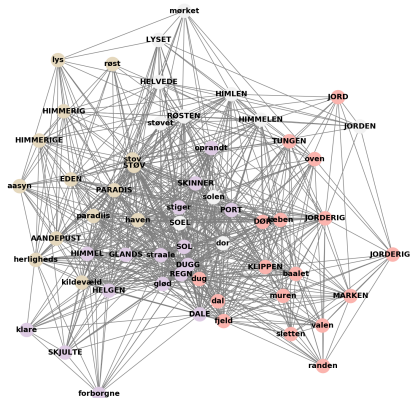 mørket
LYSET
lys
røst
HELVEDE
HIMLEN
JORD
HIMMERIG
støvet
RØSTEN
HIMMELEN
JORDEN
HIMMERIGE
oprandt
TUNGEN
støv
STØV
oven
EDEN
aasyn
PARADIS
SKINNER
solen
stiger
PORT
paradiis
haven
SOEL
DØR
JORDERIG
AANDEPUST
SOL
dor
HIMMEL
GLANDS
straale
JORDERIG
herligheds
DUGG
KLIPPEN
REGN
baalet
kildevæld
glød
dug
HELGEN
muren
MARKEN
dal
klare
DALE
fjeld
valen
sletten
SKJULTE
randen
forborgne